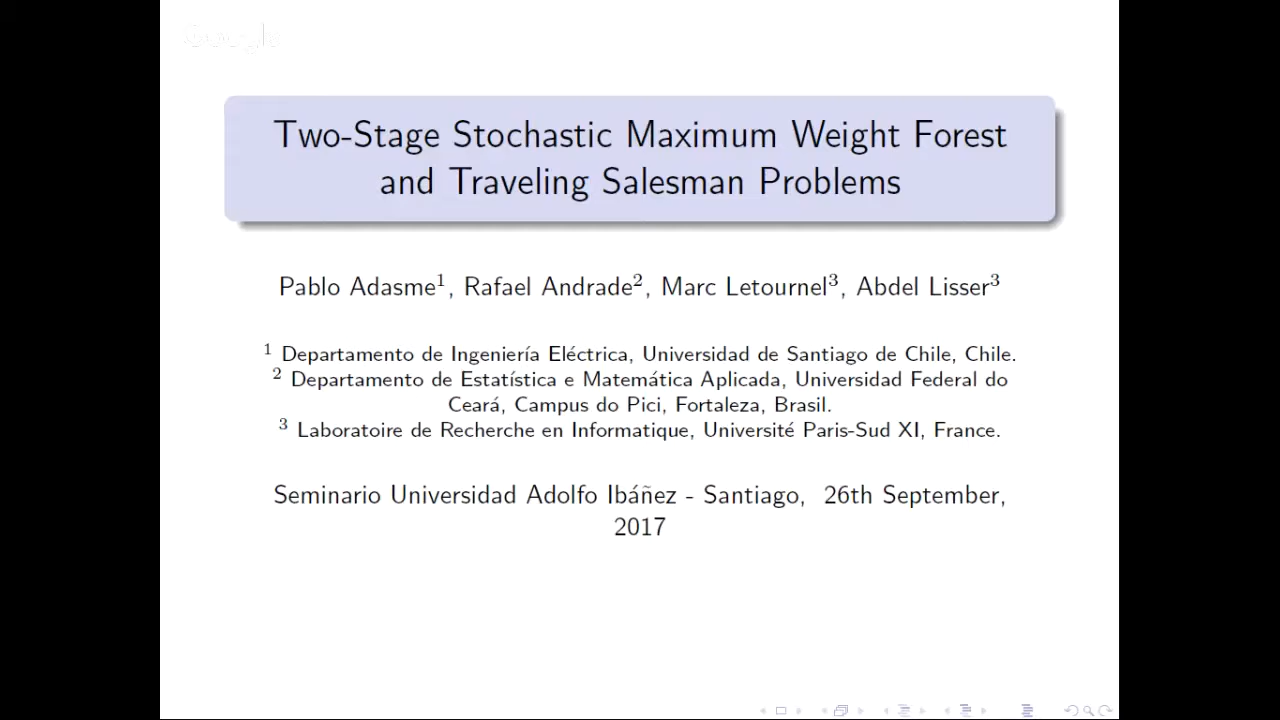 Google
Two-Stage Stochastic Maximum Weight Forest
and Traveling Salesman Problems
Pablo Adasme¹, Rafael Andrade², Marc Letournel³, Abdel Lisser³
¹ Departamento de Ingeniería Eléctrica, Universidad de Santiago de Chile, Chile.
² Departamento de Estatística e Matemática Aplicada, Universidad Federal do
Ceará, Campus do Pici, Fortaleza, Brasil.
³ Laboratoire de Recherche en Informatique, Université Paris-Sud XI, France.
Seminario Universidad Adolfo Ibáñez - Santiago, 26th September,
2017